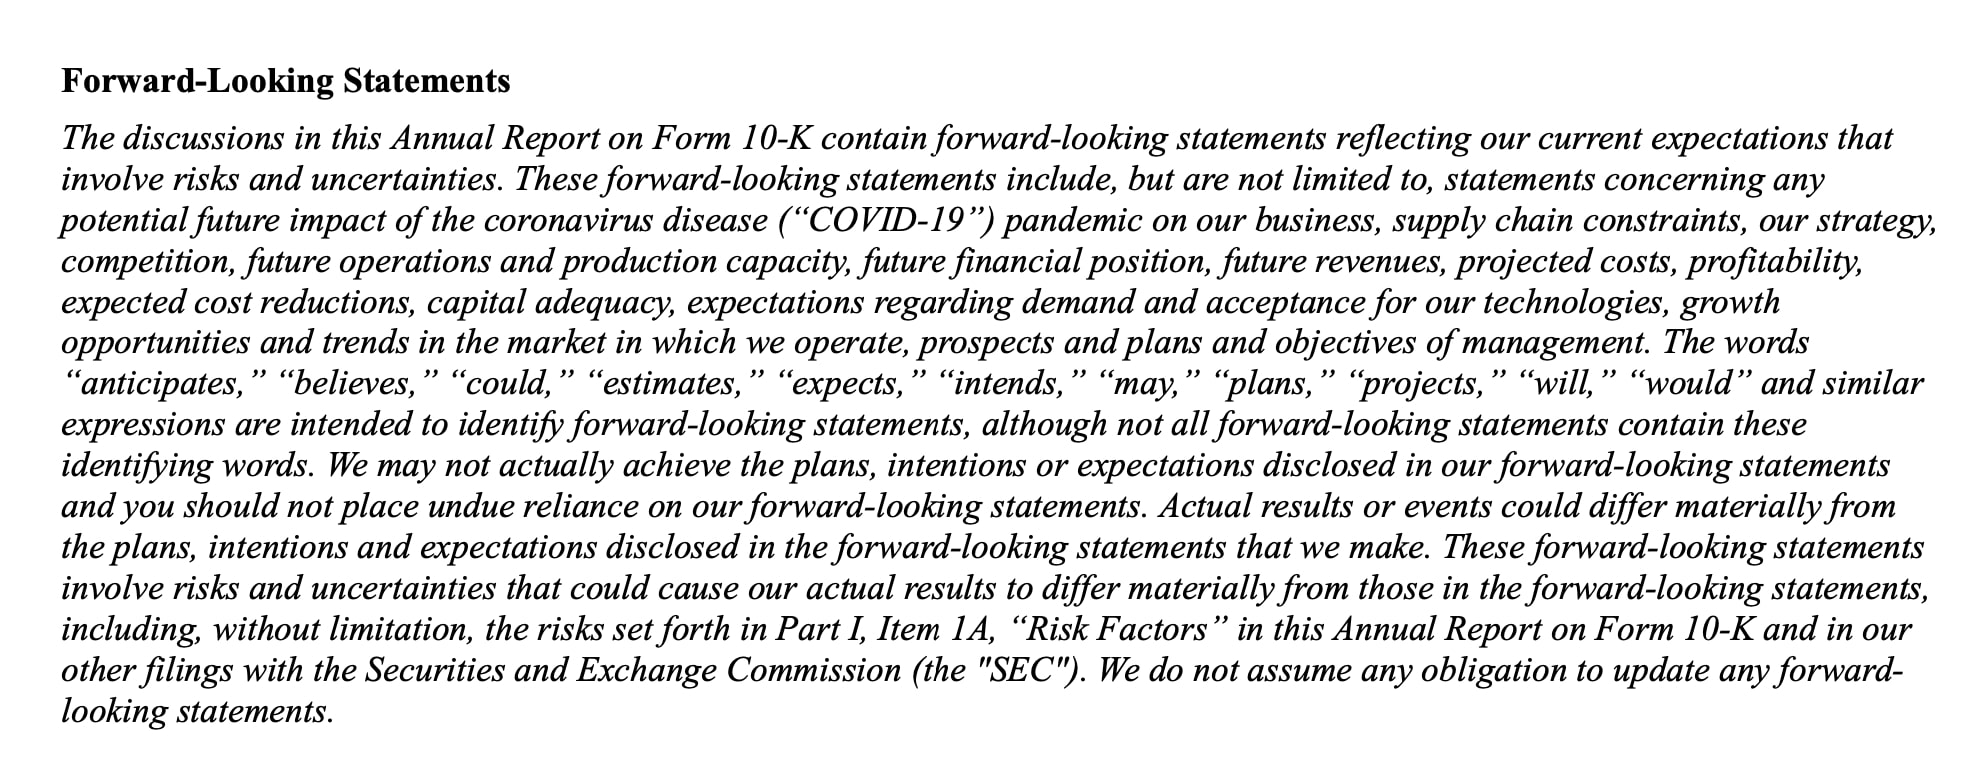 Forward-Looking Statements
The discussions in this Annual Report on Form 10-K contain forward-looking statements reflecting our current expectations that
involve risks and uncertainties. These forward-looking statements include, but are not limited to, statements concerning any
potential future impact of the coronavirus disease (“COVID-19”) pandemic on our business, supply chain constraints, our strategy,
competition, future operations and production capacity, future financial position, future revenues, projected costs, profitability,
expected cost reductions, capital adequacy, expectations regarding demand and acceptance for our technologies, growth
opportunities and trends in the market in which we operate, prospects and plans and objectives of management. The words
“anticipates,” “believes,” “could,” “estimates,” “expects,” “intends,” “may,” “plans,” “projects,” “will,” “would” and similar
expressions are intended to identify forward-looking statements, although not all forward-looking statements contain these
identifying words. We may not actually achieve the plans, intentions or expectations disclosed in our forward-looking statements
and you should not place undue reliance on our forward-looking statements. Actual results or events could differ materially from
the plans, intentions and expectations disclosed in the forward-looking statements that we make. These forward-looking statements
involve risks and uncertainties that could cause our actual results to differ materially from those in the forward-looking statements,
including, without limitation, the risks set forth in Part I, Item 1A, “Risk Factors” in this Annual Report on Form 10-K and in our
other filings with the Securities and Exchange Commission (the "SEC"). We do not assume any obligation to update any forward-
looking statements.